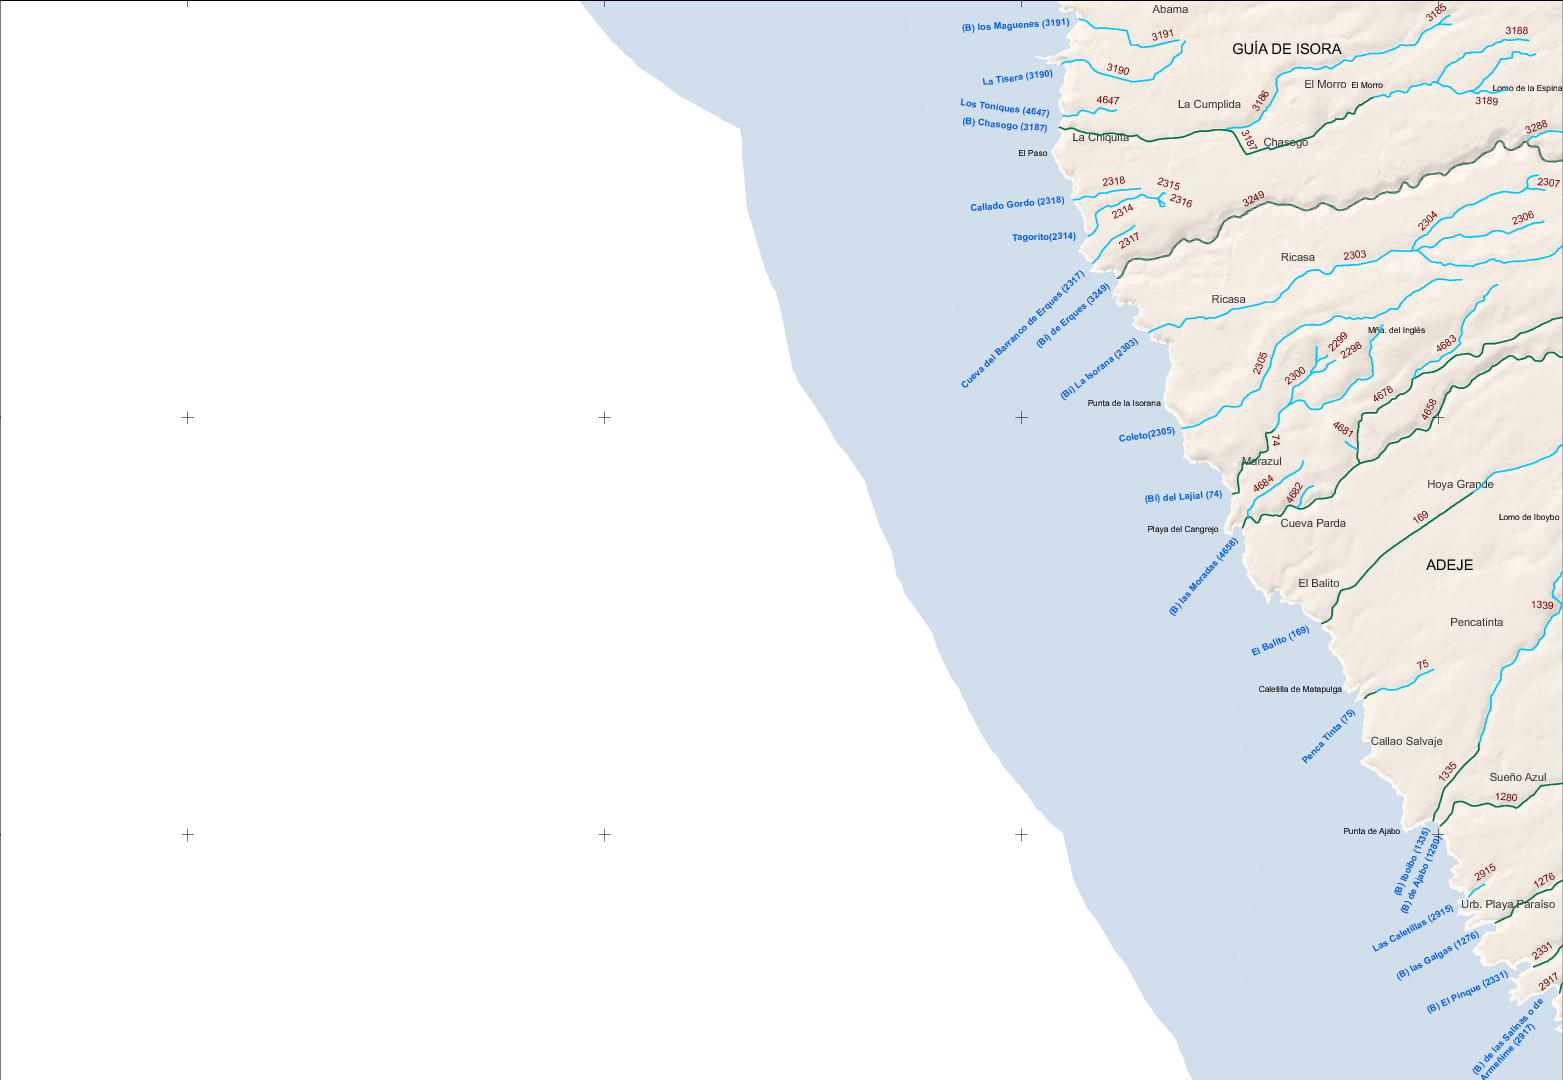 Abama
3185
(B) los Maguenes (3191)
3191
3188
GUÍA DE ISORA
La Tisera (3190)
3190
El Morro
El Morro
Lomo de la Espina
3189
3186
4647
La Cumplida
Los Toniques (4647)
(B) Chasogo (3187)
La Chiquita
3187
Chasogo
3288
El Paso
2318
2315
2316
2307
Callado Gordo (2318)
2314
3249
2304
2306
Tagorito(2314)
2317
Ricasa
2303
Cueva del Barranco de Erques (2317)
(Bi) de Erques (3249)
Ricasa
Mña. del Inglés
(Bi) La Isorana (2303)
2299
2298
4683
2305
2300
4678
Punta de la Isorana
4658
Coleto(2305)
74
4681
Marazul
4684
4682
Hoya Grande
(Bi) del Lajial (74)
169
Lomo de Iboybo
Playa del Cangrejo
Cueva Parda
(B) las Moradas (4658)
ADEJE
El Balito
1339
Pencatinta
El Balito (169)
75
Caletilla de Matapulga
Penca Tinta (75)
Callao Salvaje
1335
Sueño Azul
1280
Punta de Ajabo
(B) Iboibo (1335)
(B) de Ajabo (1280)
2915
1276
Urb. Playa Paraiso
Las Caletillas (2915)
(B) las Galgas (1276)
2331
(B) El Pinque (2331)
2917
(B) de las Salinas o de
Armeñime (2917)